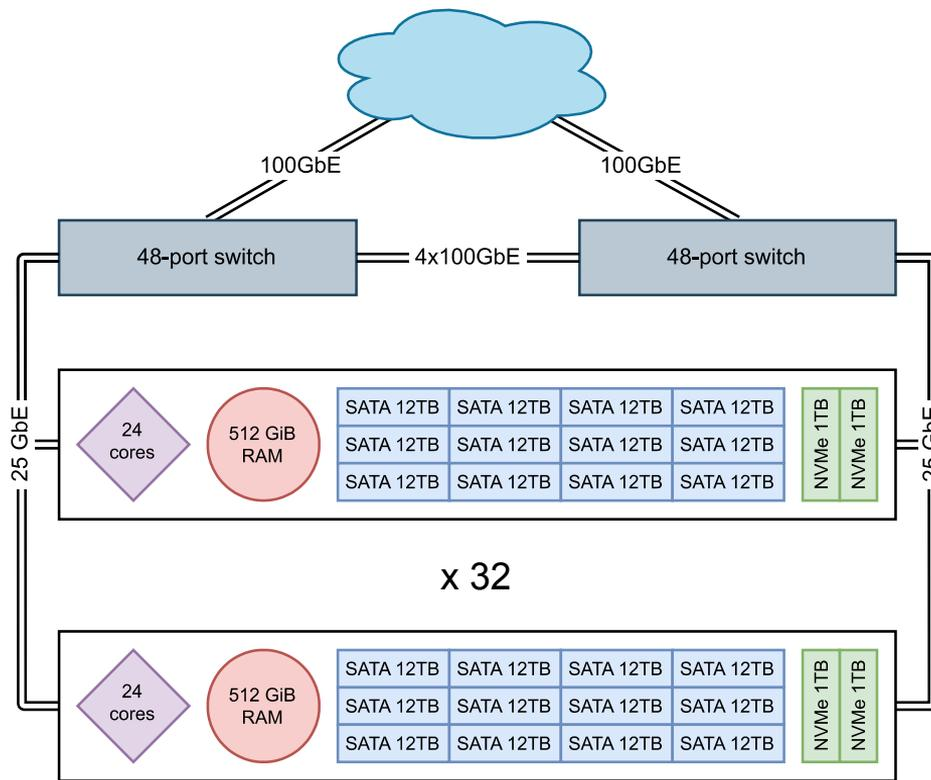 100GbE
100GbE
48-port switch
4x100GbE
48-port switch
25 GbE
24
cores
512 GiB
RAM
SATA 12TB SATA 12TB SATA 12TB SATA 12TB
SATA 12TB SATA 12TB SATA 12TB SATA 12TB
SATA 12TB SATA 12TB SATA 12TB SATA 12TB
NVMe 1TB
NVMe 1TB
25 GbE
x 32
24
cores
512 GiB
RAM
SATA 12TB SATA 12TB SATA 12TB SATA 12TB
SATA 12TB SATA 12TB SATA 12TB SATA 12TB
SATA 12TB SATA 12TB SATA 12TB SATA 12TB
NVMe 1TB
NVMe 1TB